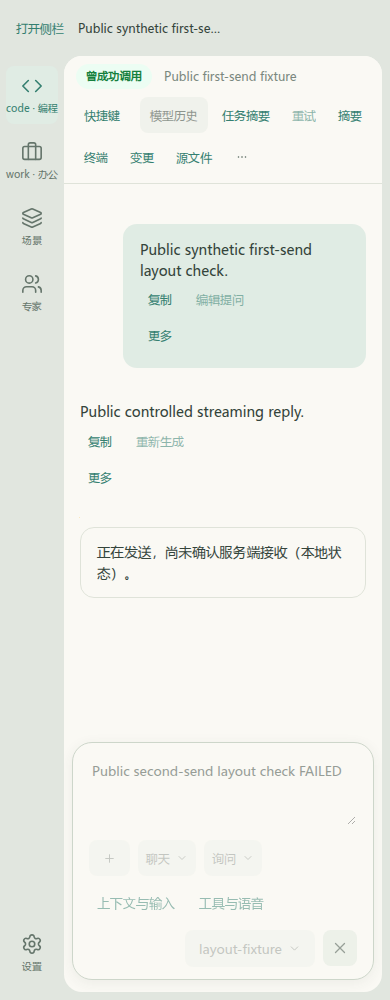 打开侧栏
Public synthetic first-se...
code · 编程
work · 办公
场景
专家
设置
曾成功调用
Public first-send fixture
快捷键
模型历史
任务摘要
重试
摘要
终端
变更
源文件
...
Public synthetic first-send
layout check.
复制
编辑提问
更多
Public controlled streaming reply.
复制
重新生成
更多
正在发送，尚未确认服务端接收（本地状
态）。
Public second-send layout check FAILED
聊天
询问
上下文与输入
工具与语音
layout-fixture